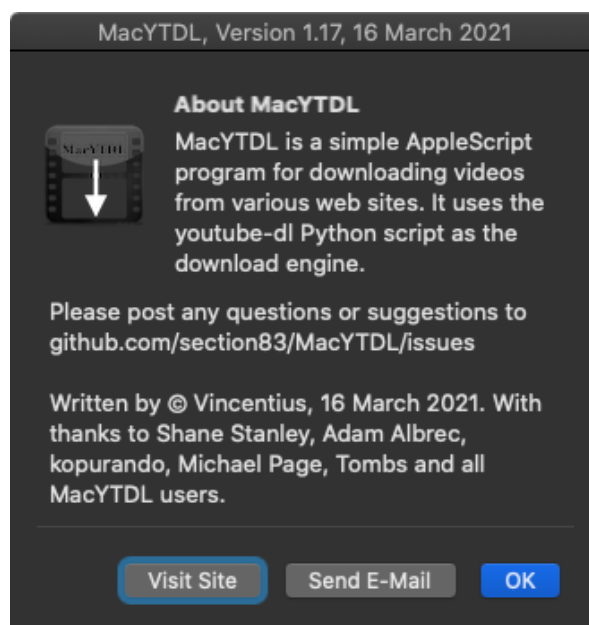 MacYTDL, Version 1.17, 16 March 2021
About MacYTDL
MacYTDL
MacYTDL is a simple AppleScript
program for downloading videos
from various web sites. It uses the
youtube-dl Python script as the
download engine.
Please post any questions or suggestions to
github.com/section83/MacYTDL/issues
Written by © Vincentius, 16 March 2021. With
thanks to Shane Stanley, Adam Albrec,
kopurando, Michael Page, Tombs and all
MacYTDL users.
Visit Site
Send E-Mail
OK